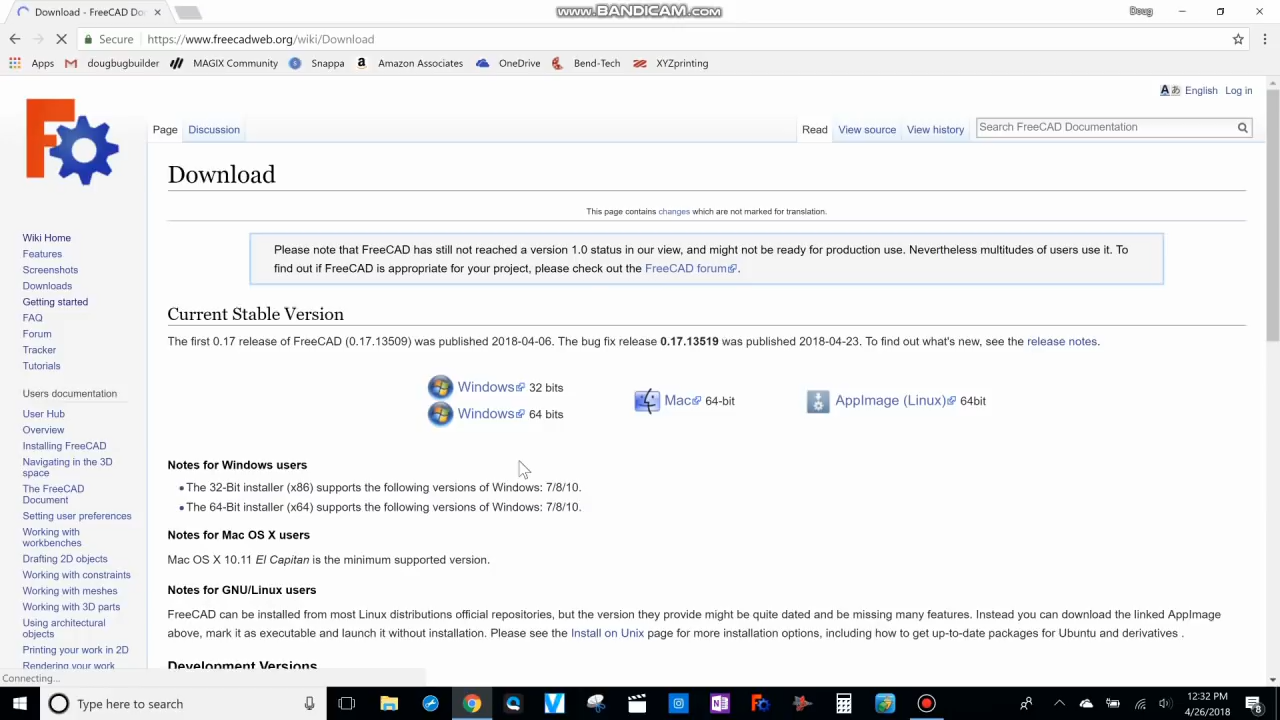 Download - FreeCAD Do
www.BANDICAM.com
Doug
Secure
https://www.freecadweb.org/wiki/Download
Apps
dougbugbuilder
MAGIX Community
Snappa
Amazon Associates
OneDrive
Bend-Tech
XYZprinting
English
Log in
Page
Discussion
Read
View source
View history
Search FreeCAD Documentation
Download
This page contains changes which are not marked for translation.
Please note that FreeCAD has still not reached a version 1.0 status in our view, and might not be ready for production use. Nevertheless multitudes of users use it. To
find out if FreeCAD is appropriate for your project, please check out the FreeCAD forum.
Wiki Home
Features
Screenshots
Downloads
Getting started
FAQ
Forum
Tracker
Tutorials
Users documentation
User Hub
Overview
Installing FreeCAD
Navigating in the 3D
space
The FreeCAD
Document
Setting user preferences
Working with
workbenches
Drafting 2D objects
Working with constraints
Working with meshes
Working with 3D parts
Using architectural
objects
Printing your work in 2D
Rendering your work
Current Stable Version
The first 0.17 release of FreeCAD (0.17.13509) was published 2018-04-06. The bug fix release 0.17.13519 was published 2018-04-23. To find out what's new, see the release notes.
Windows 32 bits
Windows 64 bits
Mac 64-bit
AppImage (Linux) 64bit
Notes for Windows users
• The 32-Bit installer (x86) supports the following versions of Windows: 7/8/10.
• The 64-Bit installer (x64) supports the following versions of Windows: 7/8/10.
Notes for Mac OS X users
Mac OS X 10.11 El Capitan is the minimum supported version.
Notes for GNU/Linux users
FreeCAD can be installed from most Linux distributions official repositories, but the version they provide might be quite dated and be missing many features. Instead you can download the linked AppImage
above, mark it as executable and launch it without installation. Please see the Install on Unix page for more installation options, including how to get up-to-date packages for Ubuntu and derivatives .
Development Versions
Connecting...
Type here to search
12:32 PM
4/26/2018
8